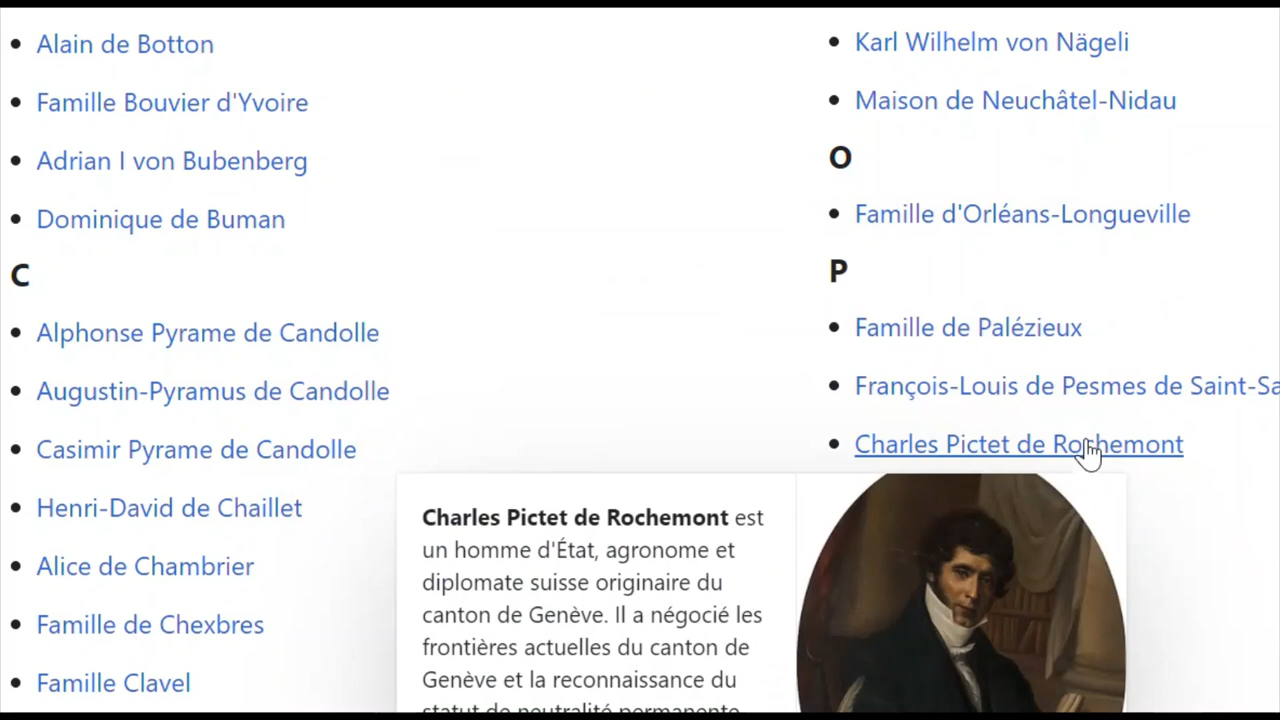 Alain de Botton
Famille Bouvier d'Yvoire
Adrian I von Bubenberg
Dominique de Buman
C
Alphonse Pyrame de Candolle
Augustin-Pyramus de Candolle
Casimir Pyrame de Candolle
Henri-David de Chaillet
Alice de Chambrier
Famille de Chexbres
Famille Clavel
Karl Wilhelm von Nägeli
Maison de Neuchâtel-Nidau
O
Famille d'Orléans-Longueville
P
Famille de Palézieux
François-Louis de Pesmes de Saint-Sa
Charles Pictet de Rochemont
Charles Pictet de Rochemont est
un homme d'État, agronome et
diplomate suisse originaire du
canton de Genève. Il a négocié les
frontières actuelles du canton de
Genève et la reconnaissance du
statut de neutralité permanente